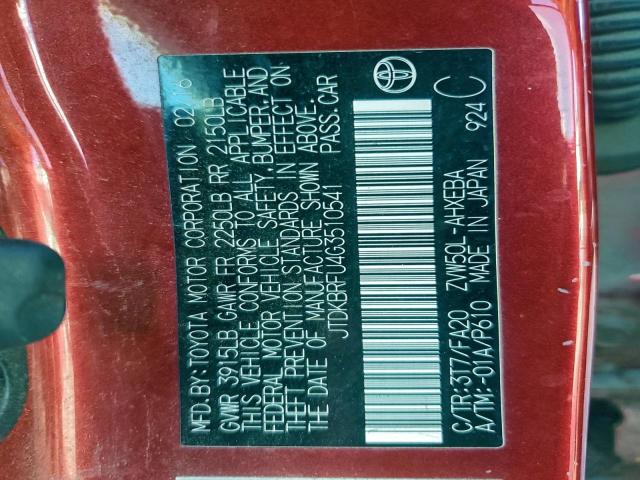 MFD. BY: TOYOTA MOTOR CORPORATION 02/16
GVWR 3915LB GAWR FR 2250LB RR 2150LB
THIS VEHICLE CONFORMS TO ALL APPLICABLE
FEDERAL MOTOR VEHICLE SAFETY, BUMPER, AND
THEFT PREVENTION STANDARDS IN EFFECT ON
THE DATE OF MANUFACTURE SHOWN ABOVE.
JTDKBRFU4G3510541 PASS. CAR
C/TR:3T7/FA20 ZVW50L-AHXEBA
A/TM:-01A/P610 MADE IN JAPAN 924 C